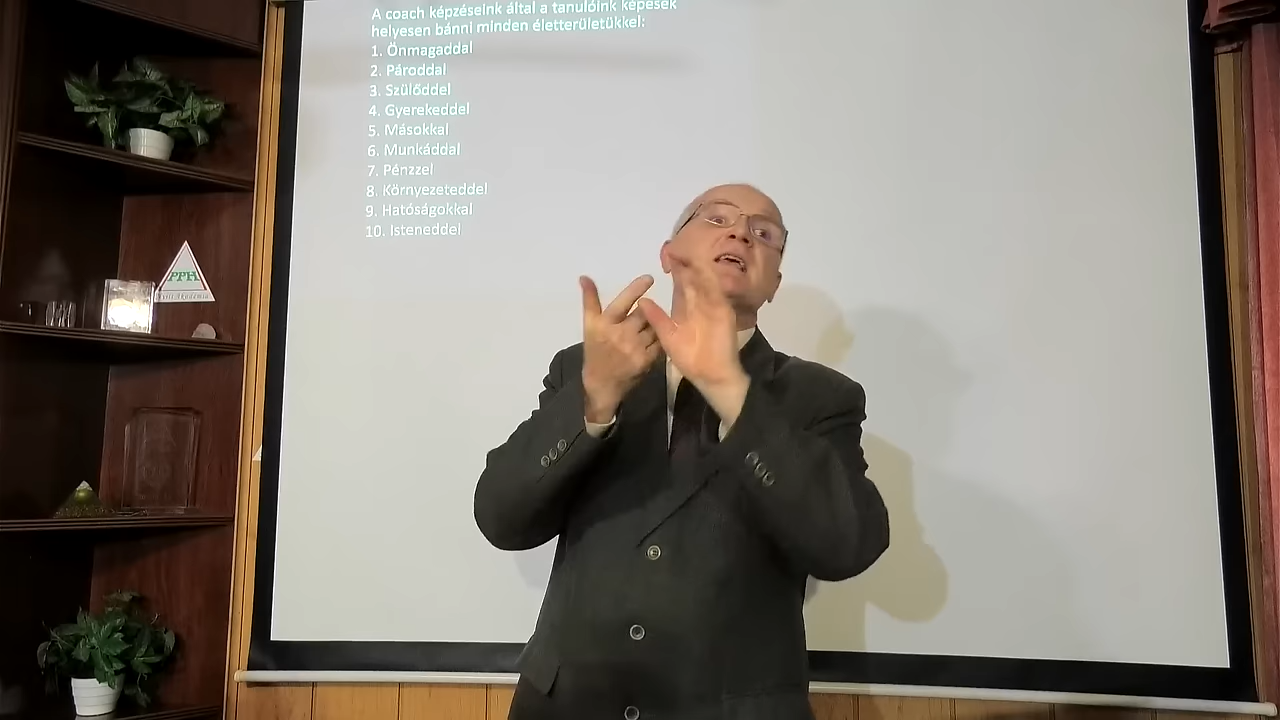 A coach képzéseink által a tanulóink képesek
helyesen bánni minden életterületükkel:
1. Önmagaddal
2. Pároddal
3. Szülőddel
4. Gyerekeddel
5. Másokkal
6. Munkáddal
7. Pénzzel
8. Környezeteddel
9. Hatóságokkal
10. Isteneddel
PPH